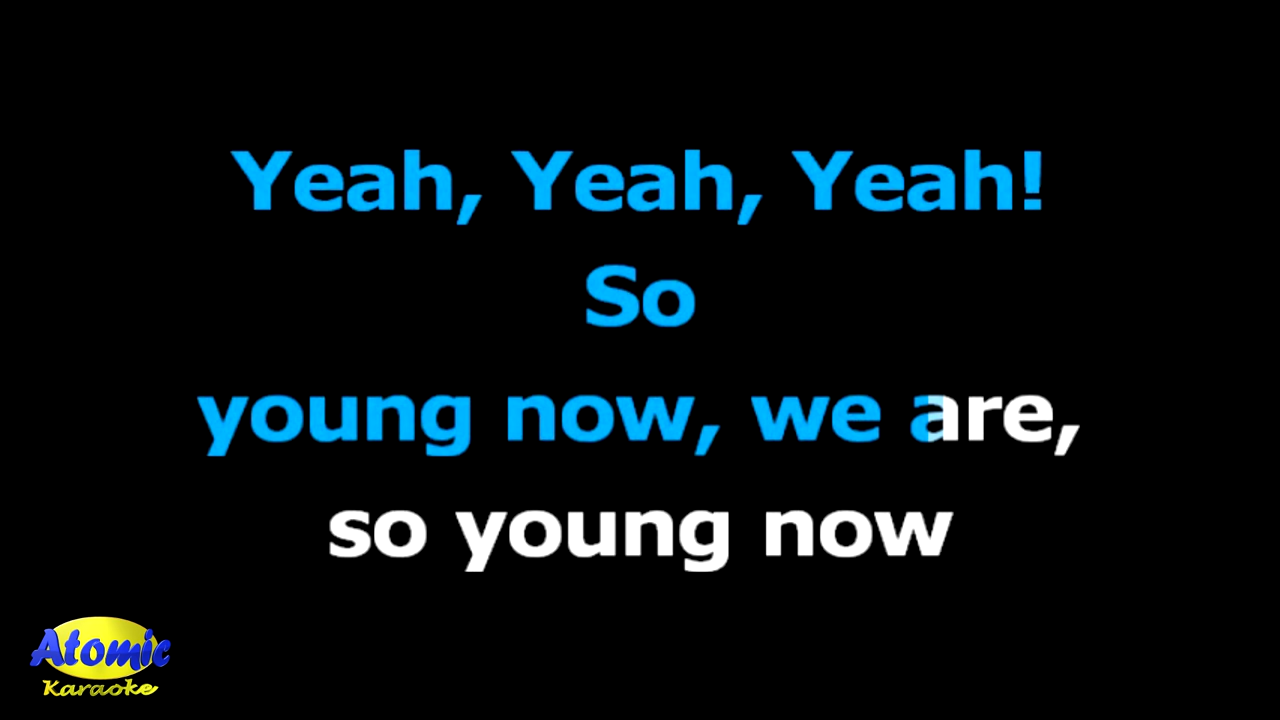 Yeah, Yeah, Yeah!
So
young now, we are,
so young now
Atomic
Karaoke